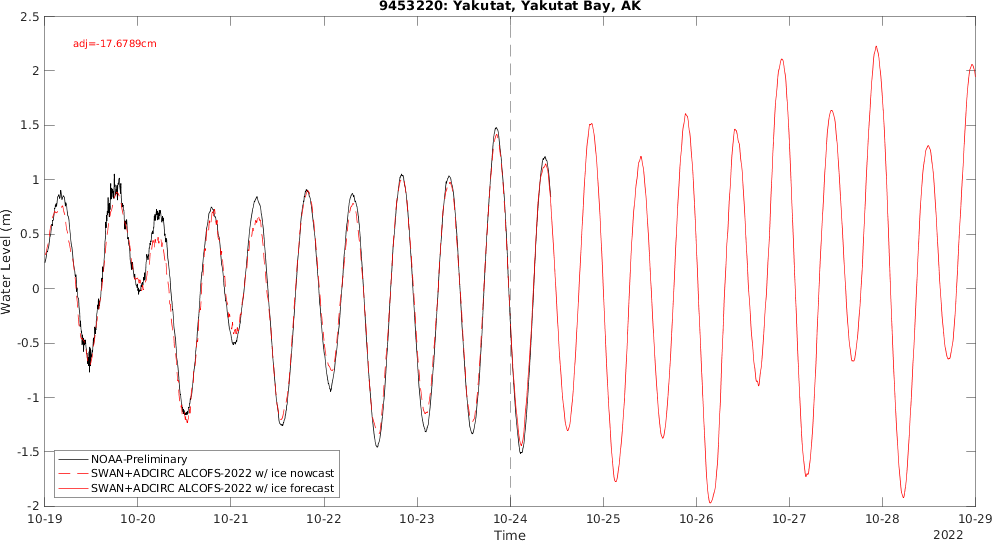 9453220: Yakutat, Yakutat Bay, AK
adj=-17.6789cm
2.5
2
1.5
1
0.5
0
-0.5
-1
-1.5
-2
Water Level (m)
NOAA-Preliminary
SWAN+ADCIRC ALCOFS-2022 w/ ice nowcast
SWAN+ADCIRC ALCOFS-2022 w/ ice forecast
10-19 10-20 10-21 10-22 10-23 10-24 10-25 10-26 10-27 10-28 10-29
Time
2022